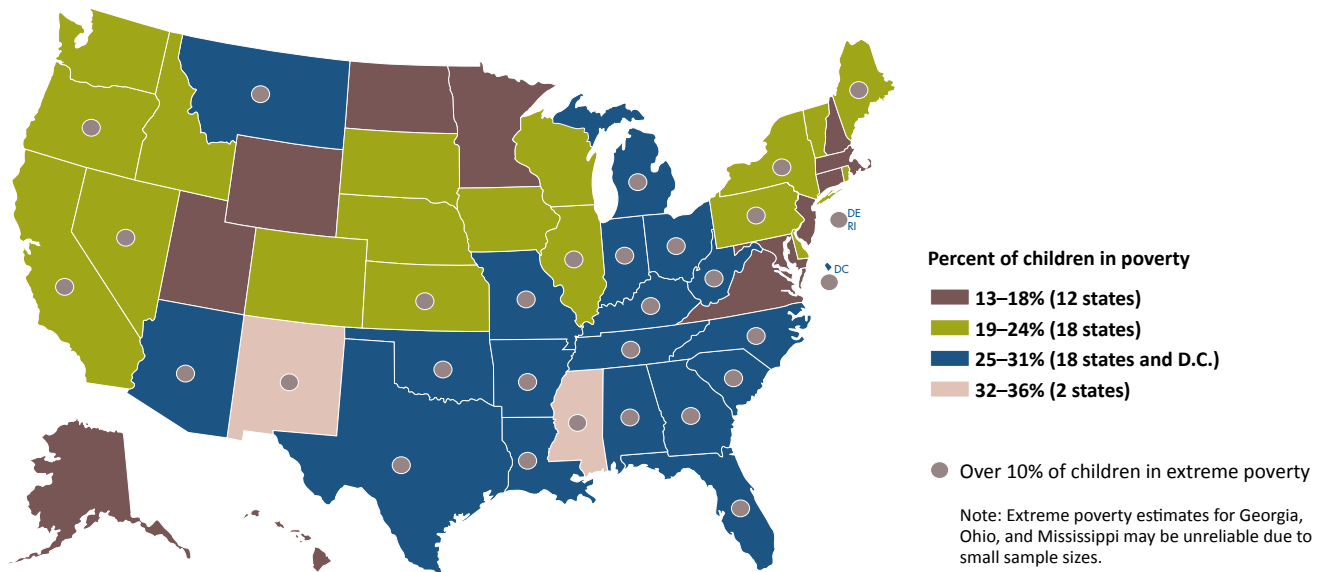 DE
RI
DC
Percent of children in poverty
13–18% (12 states)
19–24% (18 states)
25–31% (18 states and D.C.)
32–36% (2 states)
Over 10% of children in extreme poverty
Note: Extreme poverty estimates for Georgia,
Ohio, and Mississippi may be unreliable due to
small sample sizes.